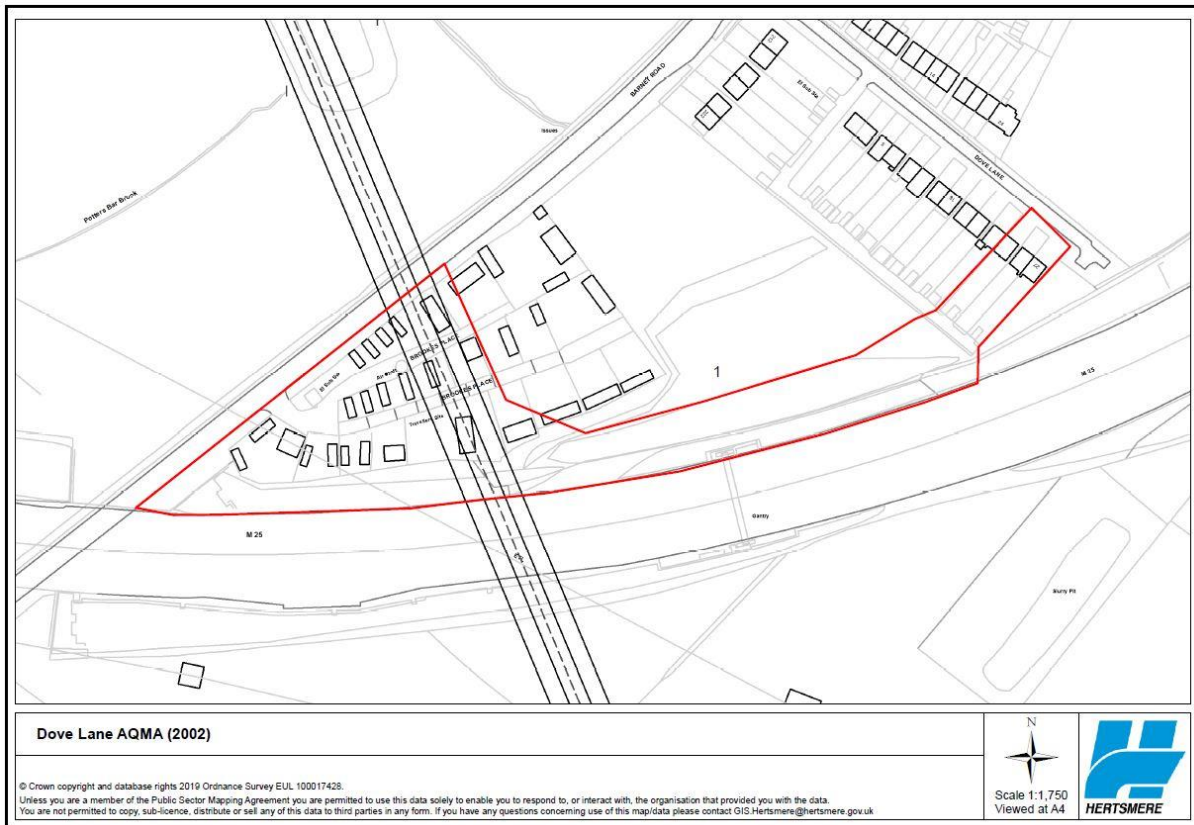 BARNET ROAD
El Sub Sta
Issues
DOVE LANE
Potters Bar Brook
BROOKES PLACE
El Sub Sta
BROOKES PLACE
Travellers Site
1
M 25
M 25
Gantry
Slurry Pit
22
Dove Lane AQMA (2002)
© Crown copyright and database rights 2019 Ordnance Survey EUL 100017428.
Unless you are a member of the Public Sector Mapping Agreement you are permitted to use this data solely to enable you to respond to, or interact with, the organisation that provided you with the data.
You are not permitted to copy, sub-licence, distribute or sell any of this data to third parties in any form. If you have any questions concerning use of this map/data please contact GIS.Hertsmere@hertsmere.gov.uk
N
Scale 1:1,750
Viewed at A4
HERTSMERE